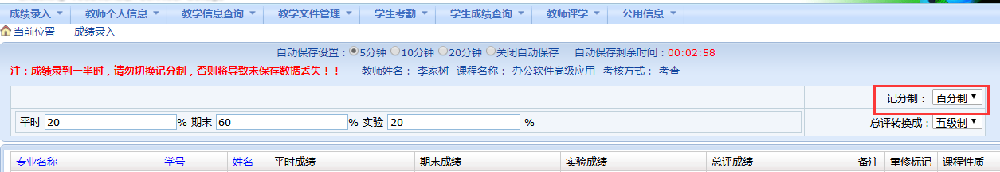 成绩录入 教师个人信息 教学信息查询 教学文件管理 学生考勤 学生成绩查询 教师评学 公用信息
当前位置 -- 成绩录入
自动保存设置：5分钟 10分钟 20分钟 关闭自动保存 自动保存剩余时间：00:02:58
注：成绩录到一半时，请勿切换记分制，否则将导致未保存数据丢失！！ 教师姓名： 李家树 课程名称： 办公软件高级应用 考核方式： 考查
记分制： 百分制
平时 20 % 期末 60 % 实验 20 % 总评转换成： 五级制
专业名称 学号 姓名 平时成绩 期末成绩 实验成绩 总评成绩 备注 重修标记 课程性质